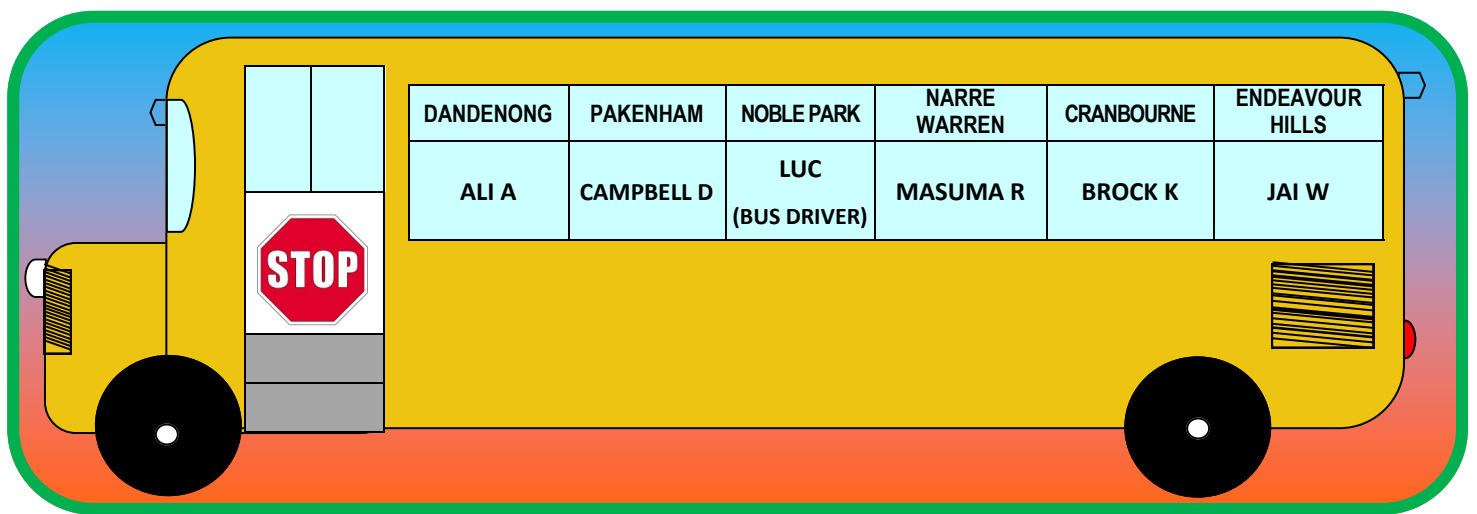 DANDENONG
PAKENHAM
NOBLE PARK
NARRE
WARREN
CRANBOURNE
ENDEAVOUR
HILLS
ALI A
CAMPBELL D
LUC
(BUS DRIVER)
MASUMA R
BROCK K
JAI W
STOP